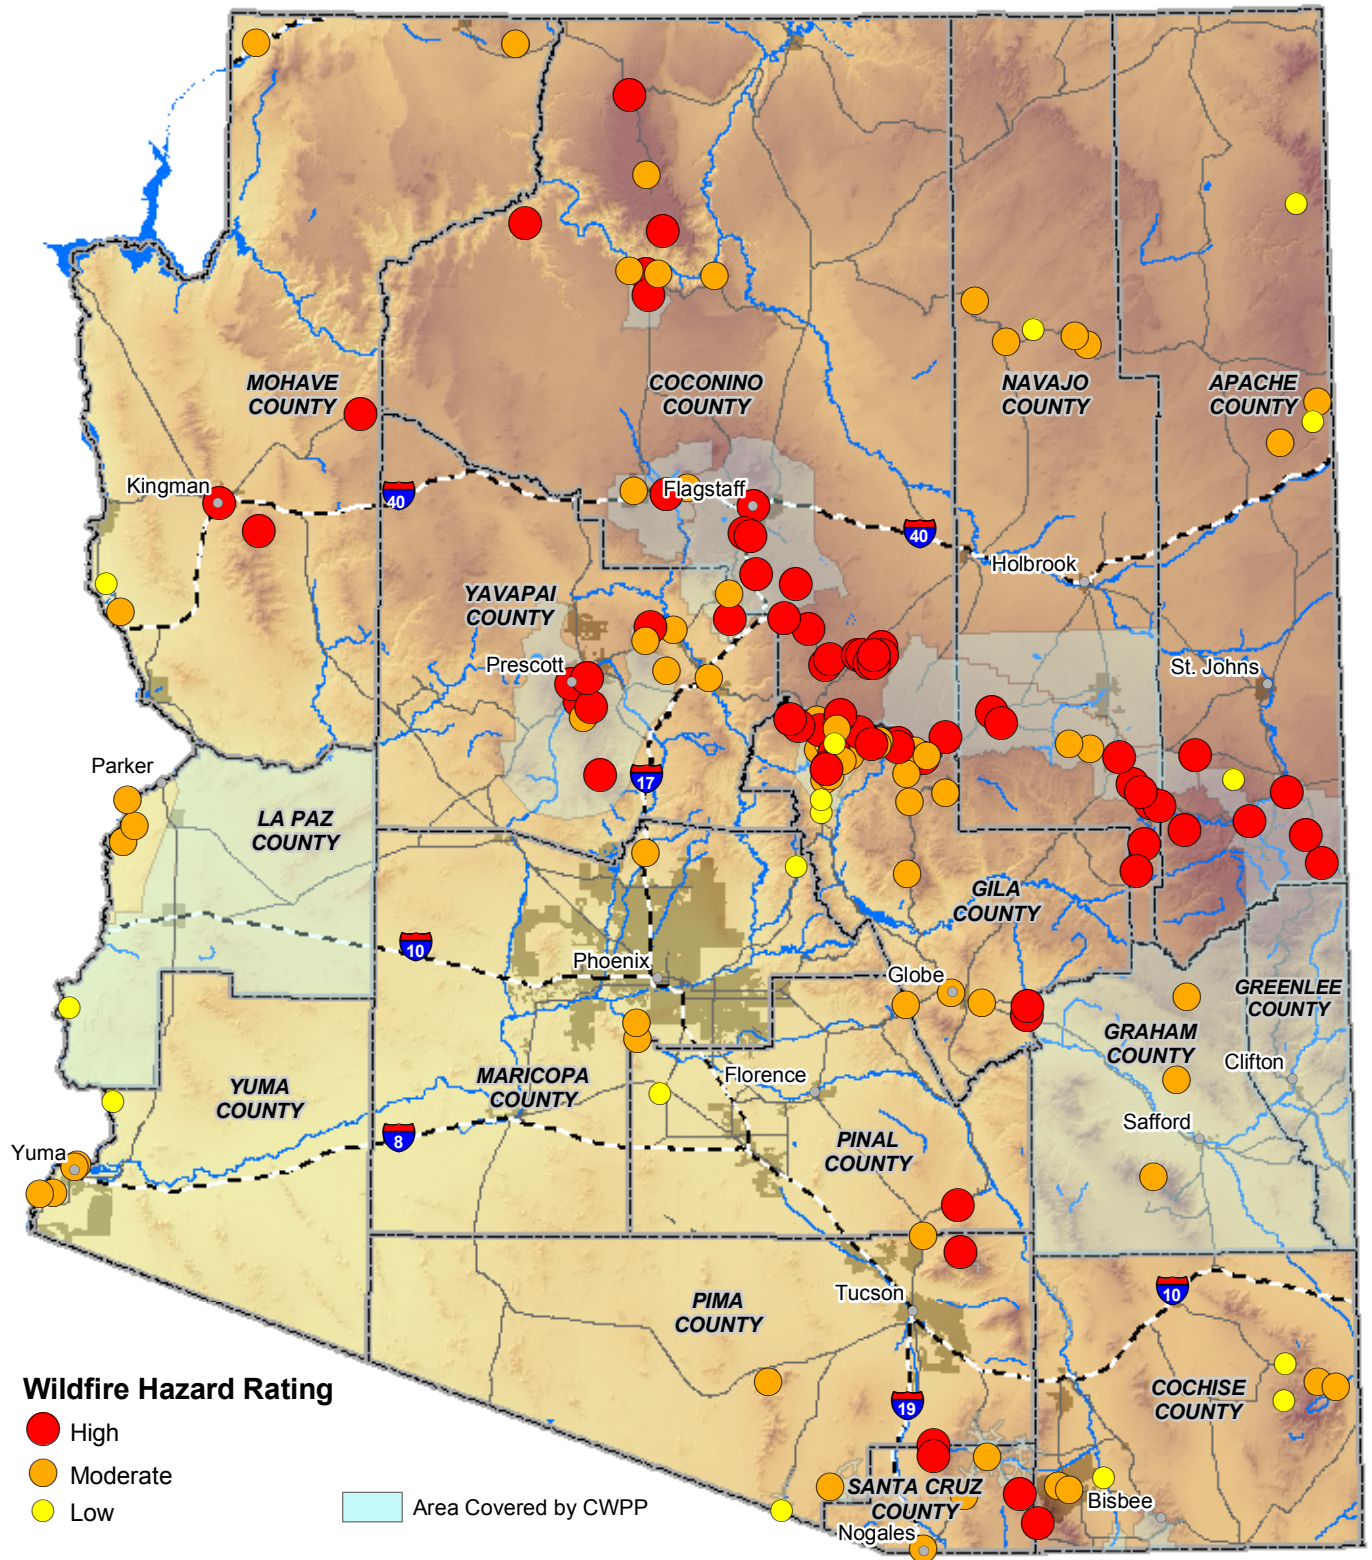 MOHAVE
COUNTY
COCONINO
COUNTY
NAVAJO
COUNTY
APACHE
COUNTY
Kingman
40
Flagstaff
40
Holbrook
YAVAPAI
COUNTY
Prescott
St. Johns
Parker
17
LA PAZ
COUNTY
GILA
COUNTY
10
Phoenix
Globe
GREENLEE
COUNTY
GRAHAM
COUNTY
Clifton
YUMA
COUNTY
MARICOPA
COUNTY
Florence
Safford
8
Yuma
PINAL
COUNTY
10
Tucson
PIMA
COUNTY
19
COCHISE
COUNTY
SANTA CRUZ
COUNTY
Bisbee
Nogales
Wildfire Hazard Rating
High
Moderate
Low
Area Covered by CWPP